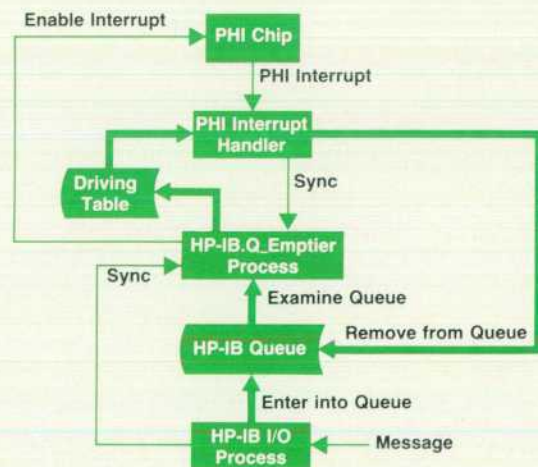 Enable Interrupt
PHI Chip
PHI Interrupt
PHI Interrupt
Handler
Driving
Table
Sync
HP-IB.Q_Emptier
Process
Sync
Examine Queue
HP-IB Queue
Remove from Queue
Enter into Queue
HP-IB I/O
Process
Message